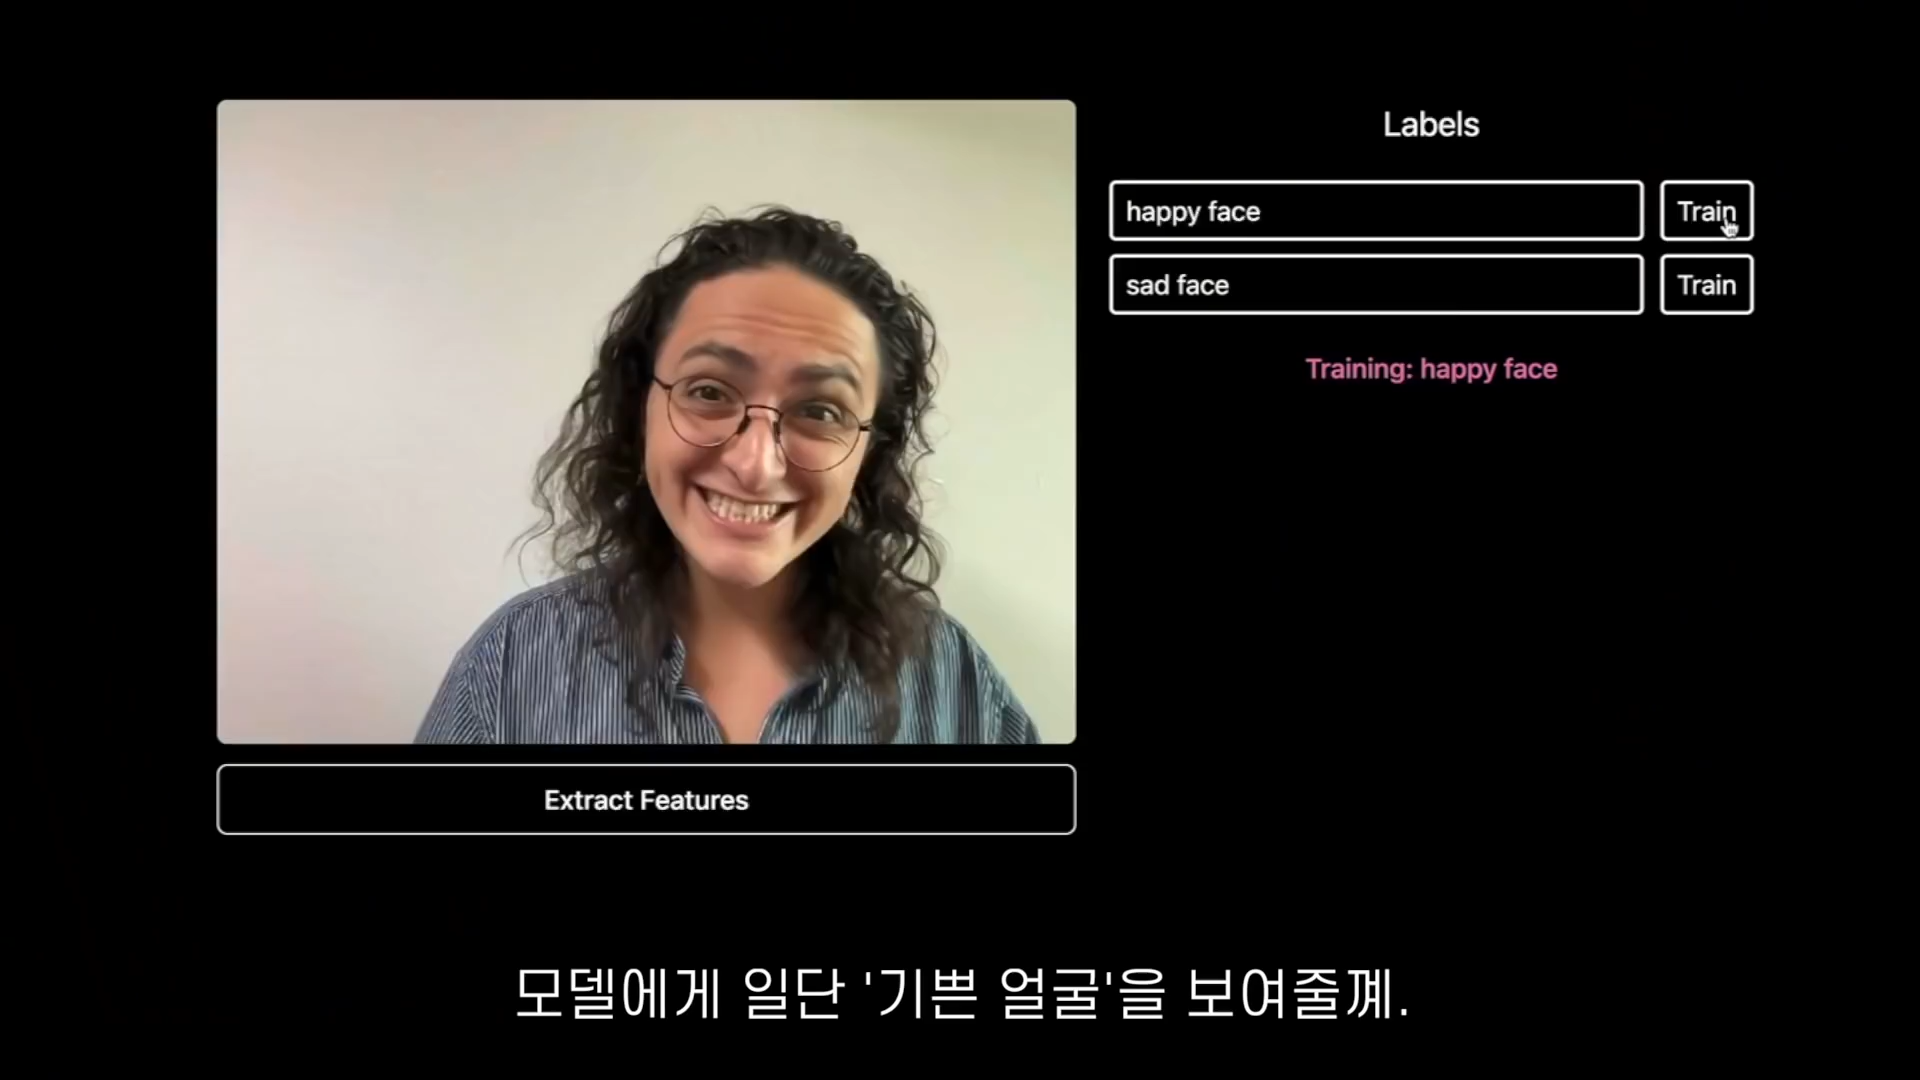 Labels
happy face
Train
sad face
Train
Training: happy face
Extract Features
모델에게 일단 '기쁜 얼굴'을 보여줄꼐.